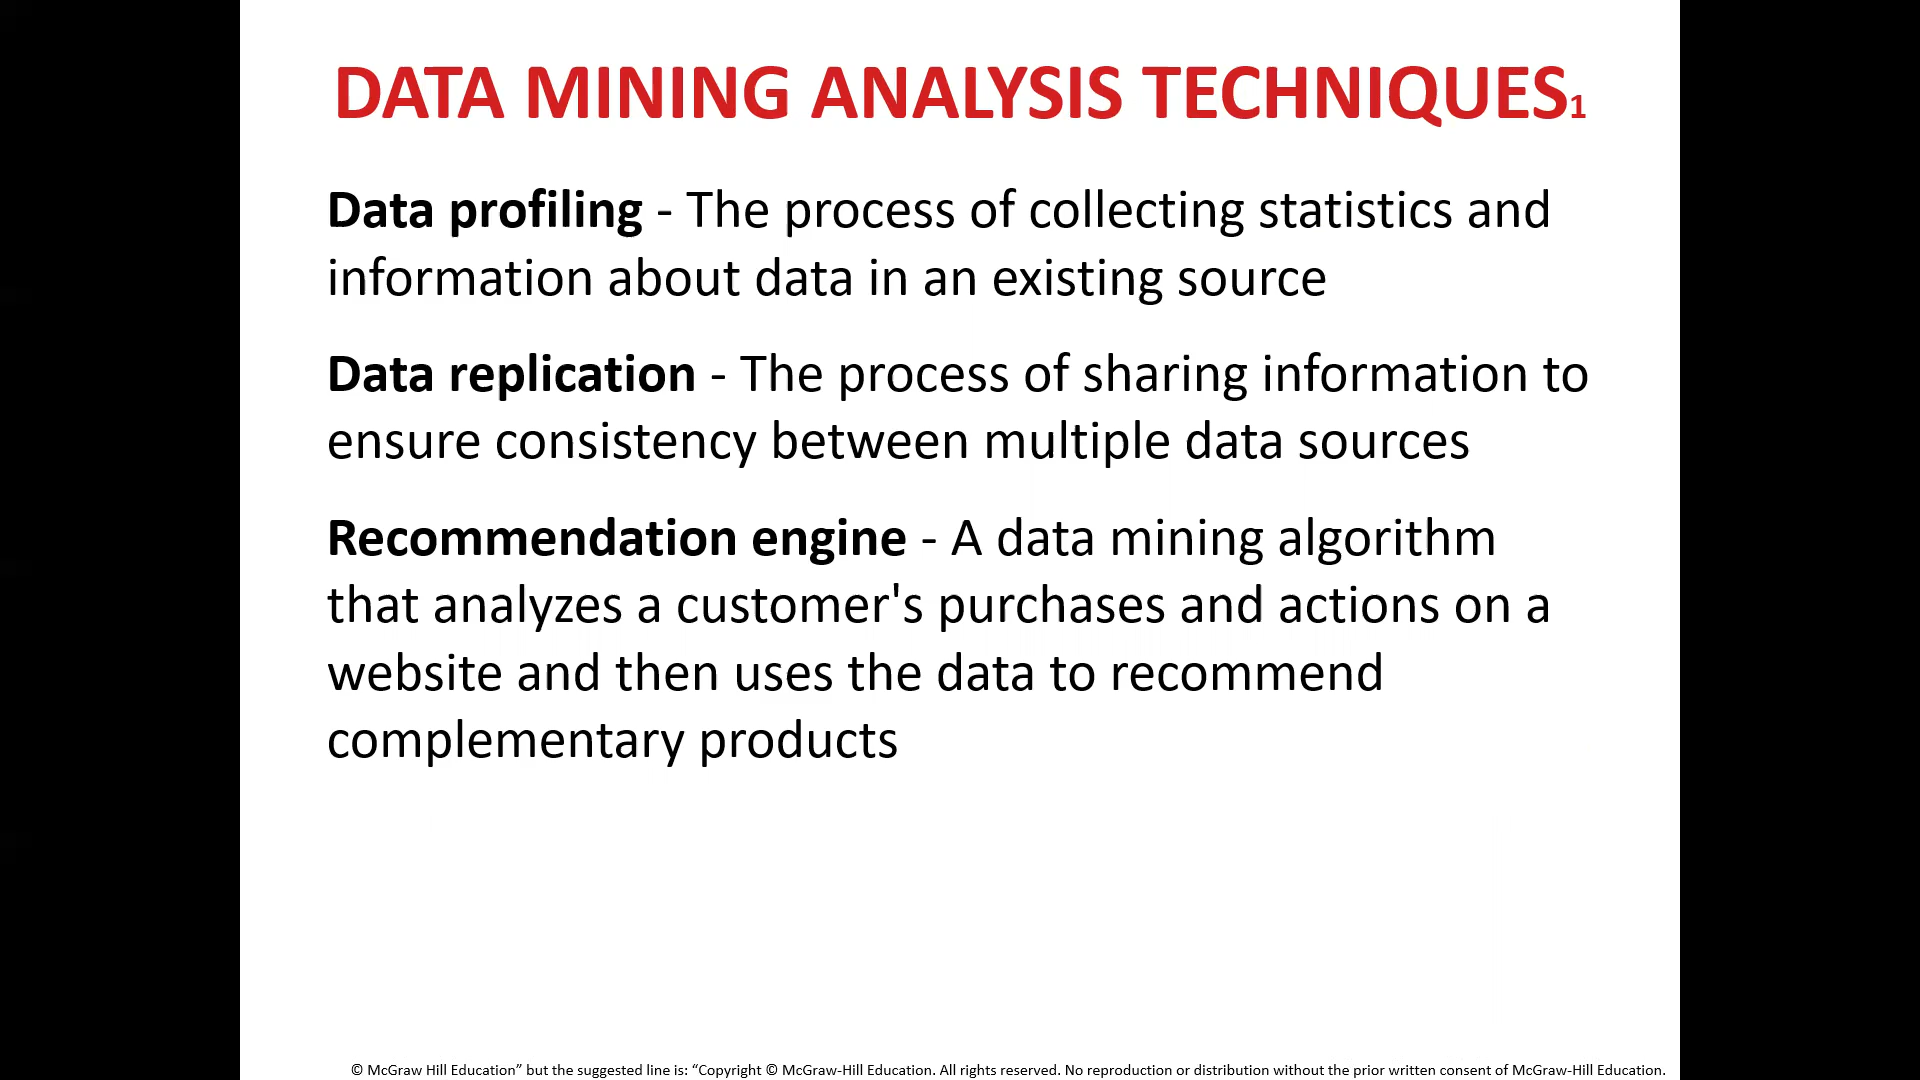 DATA MINING ANALYSIS TECHNIQUES1
Data profiling - The process of collecting statistics and
information about data in an existing source
Data replication - The process of sharing information to
ensure consistency between multiple data sources
Recommendation engine - A data mining algorithm
that analyzes a customer's purchases and actions on a
website and then uses the data to recommend
complementary products
© McGraw Hill Education” but the suggested line is: “Copyright © McGraw-Hill Education. All rights reserved. No reproduction or distribution without the prior written consent of McGraw-Hill Education.